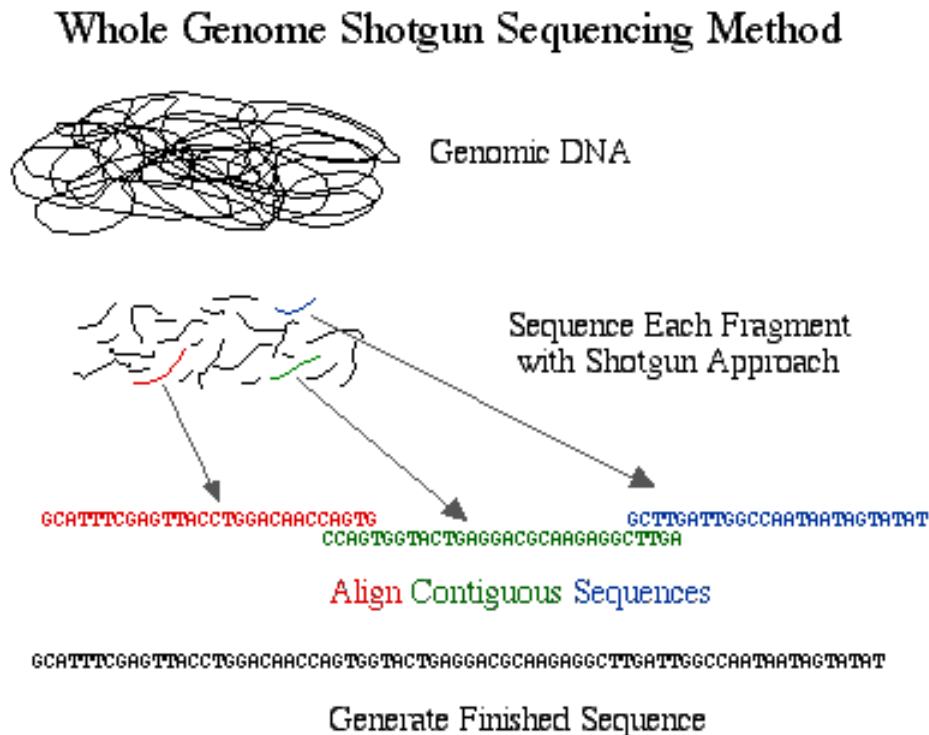 Whole Genome Shotgun Sequencing Method
Genomic DNA
Sequence Each Fragment
with Shotgun Approach
GCATTTCGAGTTACCTGGACAACCAGTG GCTTGATTGGCCAATAATAGTATAT
CCAGTGGTACTGAGGACGCAAGAGGCTTGA
Align Contiguous Sequences
GCATTTCGAGTTACCTGGACAACCAGTGGTACTGAGGACGCAAGAGGCTTGATTGGCCAATAATAGTATAT
Generate Finished Sequence